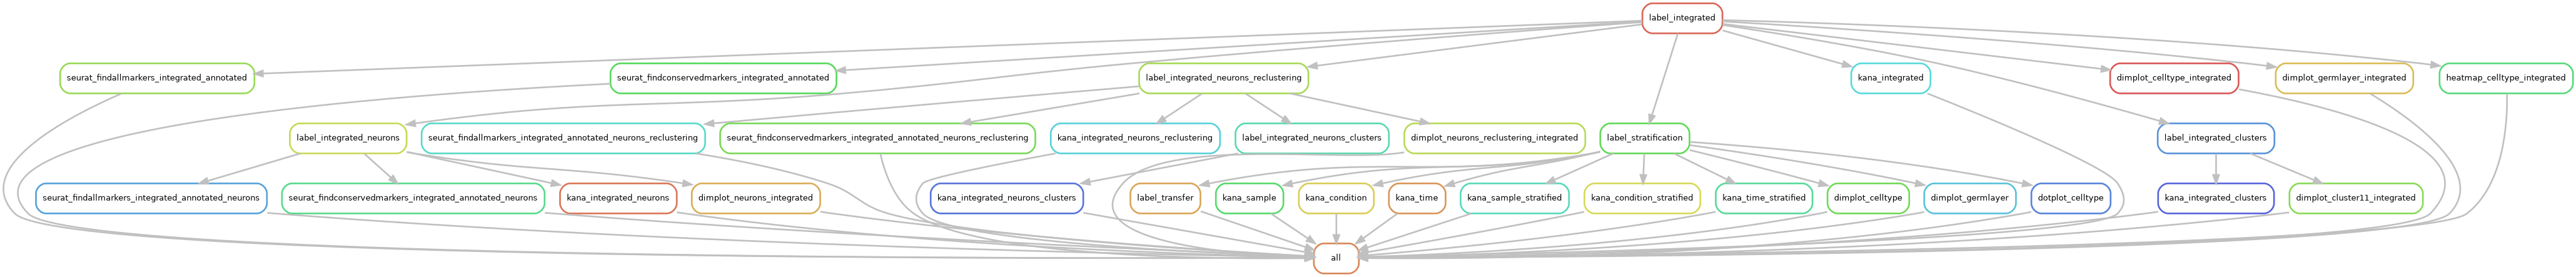 label_integrated
seurat_findallmarkers_integrated_annotated
seurat_findconservedmarkers_integrated_annotated
label_integrated_neurons_reclustering
kana_integrated
dimplot_celltype_integrated
dimplot_germlayer_integrated
heatmap_celltype_integrated
label_integrated_neurons
seurat_findallmarkers_integrated_annotated_neurons_reclustering
seurat_findconservedmarkers_integrated_annotated_neurons_reclustering
kana_integrated_neurons_reclustering
label_integrated_neurons_clusters
dimplot_neurons_reclustering_integrated
label_stratification
label_integrated_clusters
seurat_findallmarkers_integrated_annotated_neurons
seurat_findconservedmarkers_integrated_annotated_neurons
kana_integrated_neurons
dimplot_neurons_integrated
kana_integrated_neurons_clusters
label_transfer
kana_sample
kana_condition
kana_time
kana_sample_stratified
kana_condition_stratified
kana_time_stratified
dimplot_celltype
dimplot_germlayer
dotplot_celltype
kana_integrated_clusters
dimplot_cluster11_integrated
all